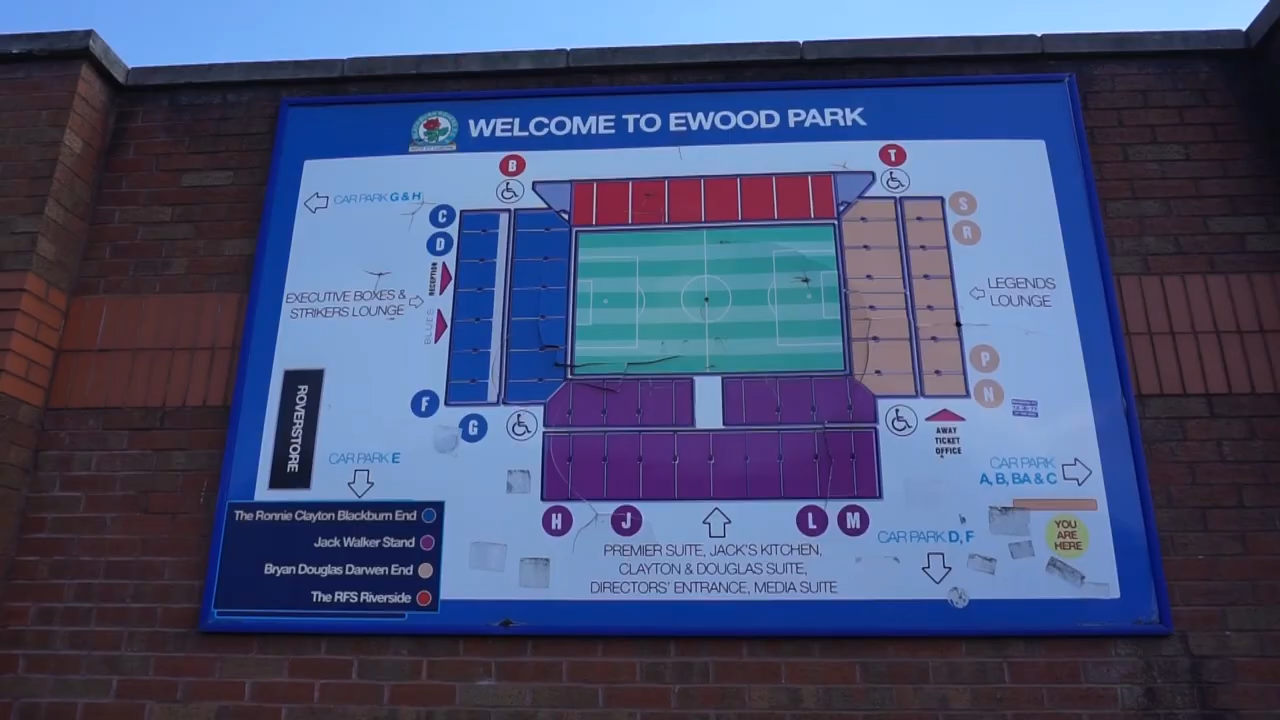 WELCOME TO EWOOD PARK
B
T
CAR PARK G & H
C
D
S
R
RECEPTION
EXECUTIVE BOXES &
STRIKERS LOUNGE
BLUES
LEGENDS
LOUNGE
ROVERSTORE
F
G
P
N
AWAY
TICKET
OFFICE
CAR PARK E
CAR PARK
A, B, BA & C
The Ronnie Clayton Blackburn End
Jack Walker Stand
Bryan Douglas Darwen End
The RFS Riverside
H
J
L
M
PREMIER SUITE, JACK'S KITCHEN,
CLAYTON & DOUGLAS SUITE,
DIRECTORS' ENTRANCE, MEDIA SUITE
CAR PARK D, F
YOU
ARE
HERE